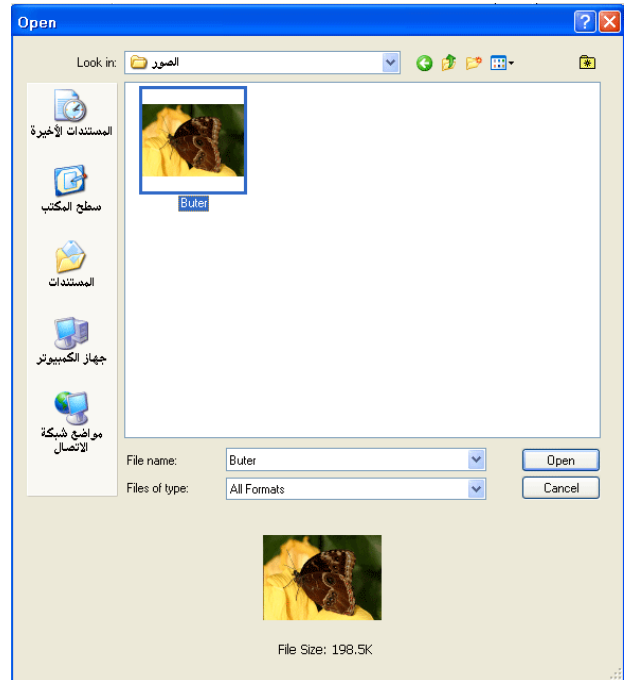 Open
Look in:
الصور
المستندات الأخيرة
سطح المكتب
المستندات
جهاز الكمبيوتر
مواضع شبكة
الاتصال
Buter
File name:
Buter
Open
Files of type:
All Formats
Cancel
File Size: 198.5K